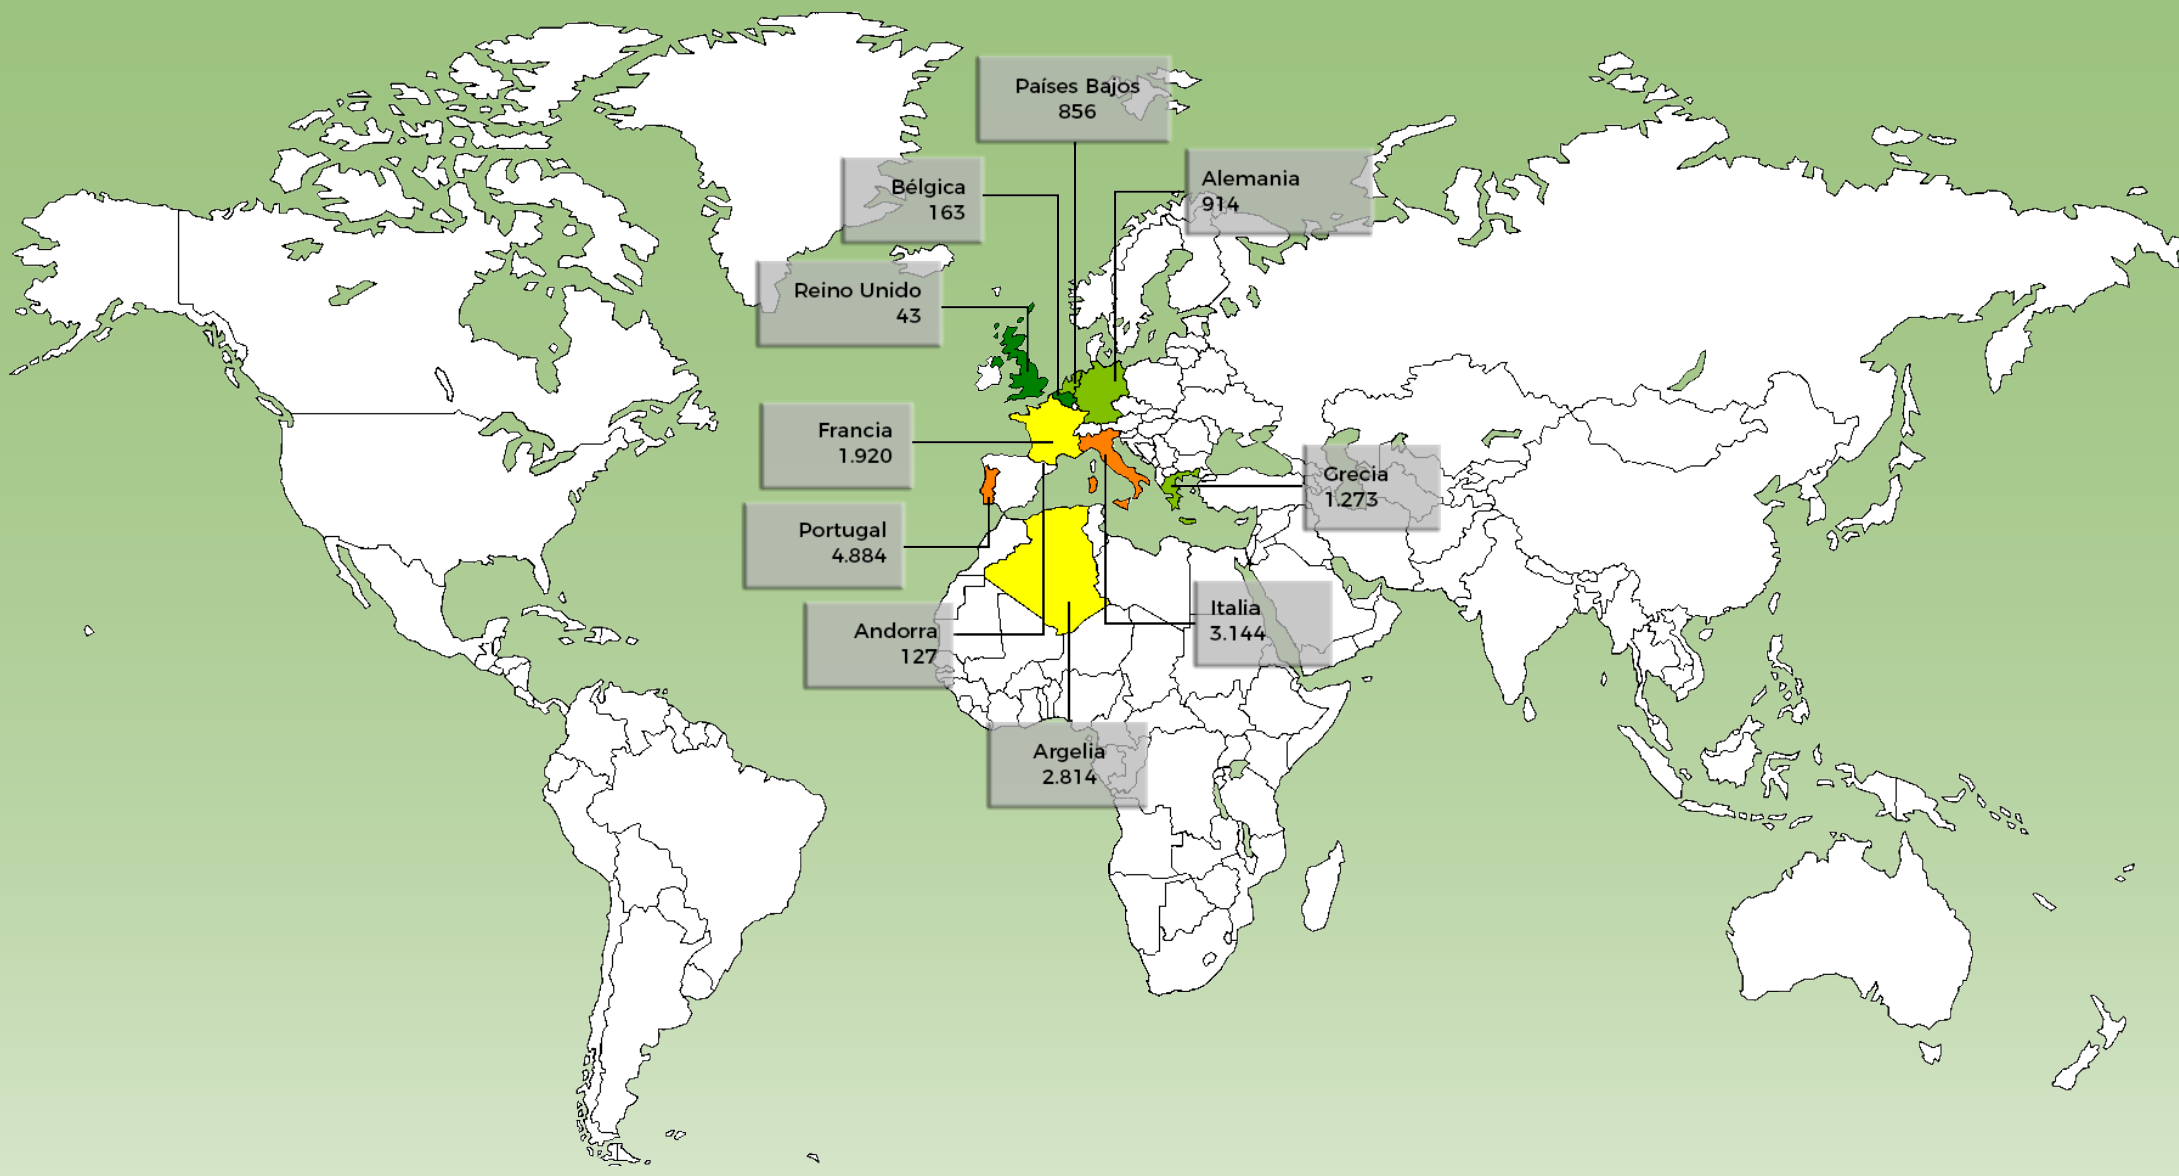 Países Bajos
856
Alemania
914
Bélgica
163
Reino Unido
43
Francia
1.920
Grecia
1.273
Portugal
4.884
Italia
3.144
Andorra
127
Argelia
2.814